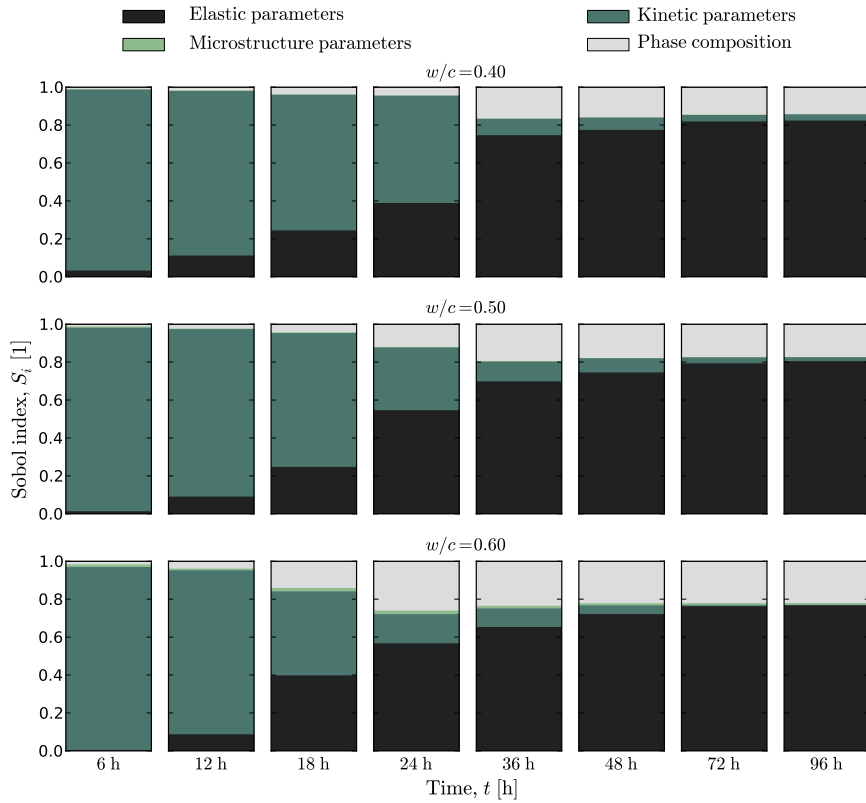 Elastic parameters
Kinetic parameters
Microstructure parameters
Phase composition
w/c=0.40
1.0
0.8
0.6
0.4
0.2
0.0
w/c=0.50
1.0
0.8
0.6
0.4
0.2
0.0
Sobol index, S_i [1]
w/c=0.60
1.0
0.8
0.6
0.4
0.2
0.0
6 h 12 h 18 h 24 h 36 h 48 h 72 h 96 h
Time, t [h]